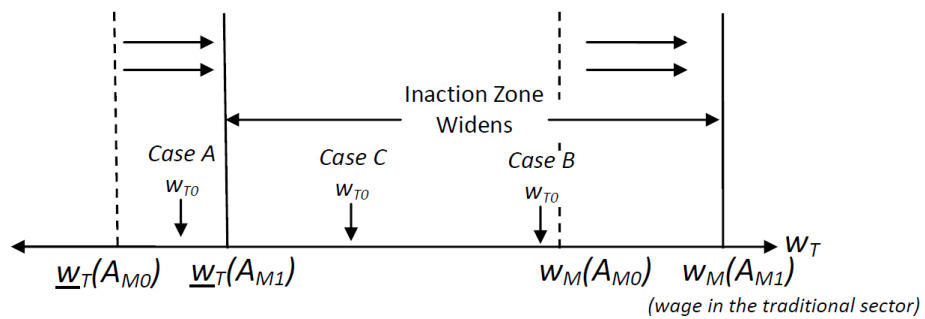 Inaction Zone
Widens
Case A
w_T0
Case C
w_T0
Case B
w_T0
w_T
w_T(A_M0)
w_T(A_M1)
w_M(A_M0)
w_M(A_M1)
(wage in the traditional sector)